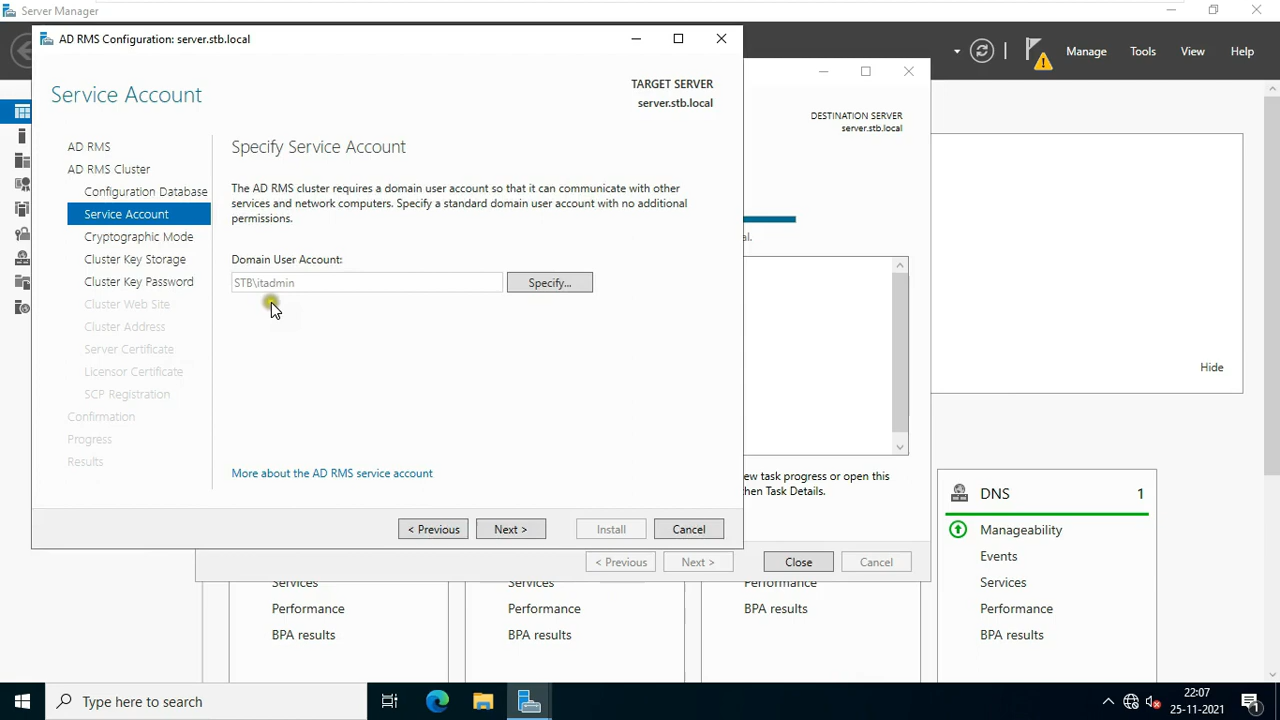 Server Manager
AD RMS Configuration: server.stb.local
Manage
Tools
View
Help
Service Account
TARGET SERVER
server.stb.local
DESTINATION SERVER
server.stb.local
AD RMS
AD RMS Cluster
Configuration Database
Service Account
Cryptographic Mode
Cluster Key Storage
Cluster Key Password
Cluster Web Site
Cluster Address
Server Certificate
Licensor Certificate
SCP Registration
Confirmation
Progress
Results
Specify Service Account
The AD RMS cluster requires a domain user account so that it can communicate with other
services and network computers. Specify a standard domain user account with no additional
permissions.
Domain User Account:
STB\itadmin
Specify...
More about the AD RMS service account
< Previous
Next >
Install
Cancel
al.
ew task progress or open this
hen Task Details.
< Previous
Next >
Close
Cancel
Hide
DNS
1
Manageability
Events
Services
Performance
BPA results
Services
Performance
BPA results
Services
Performance
BPA results
Performance
BPA results
Type here to search
22:07
25-11-2021
1